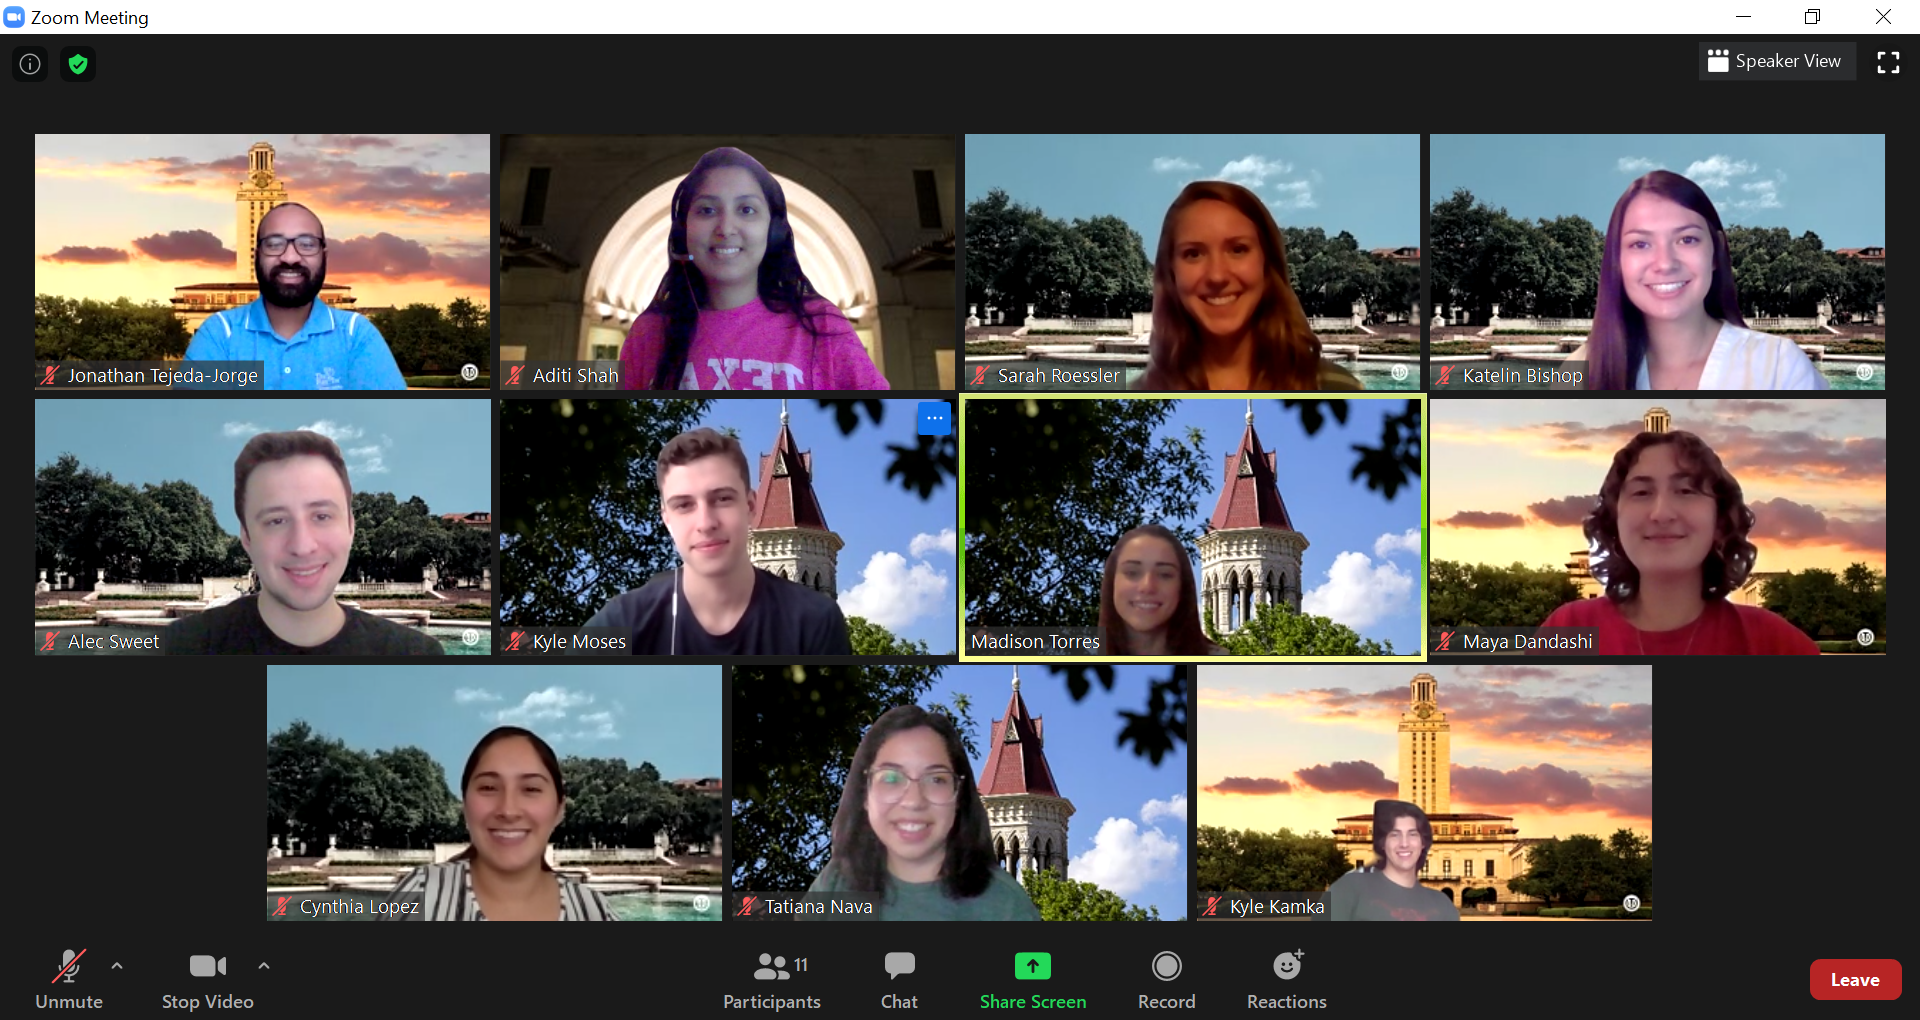 Zoom Meeting
Speaker View
Jonathan Tejeda-Jorge
Aditi Shah
TEXA
Sarah Roessler
Katelin Bishop
Alec Sweet
Kyle Moses
Madison Torres
Maya Dandashi
Cynthia Lopez
Tatiana Nava
Kyle Kamka
Unmute
Stop Video
11
Participants
Chat
Share Screen
Record
Reactions
Leave